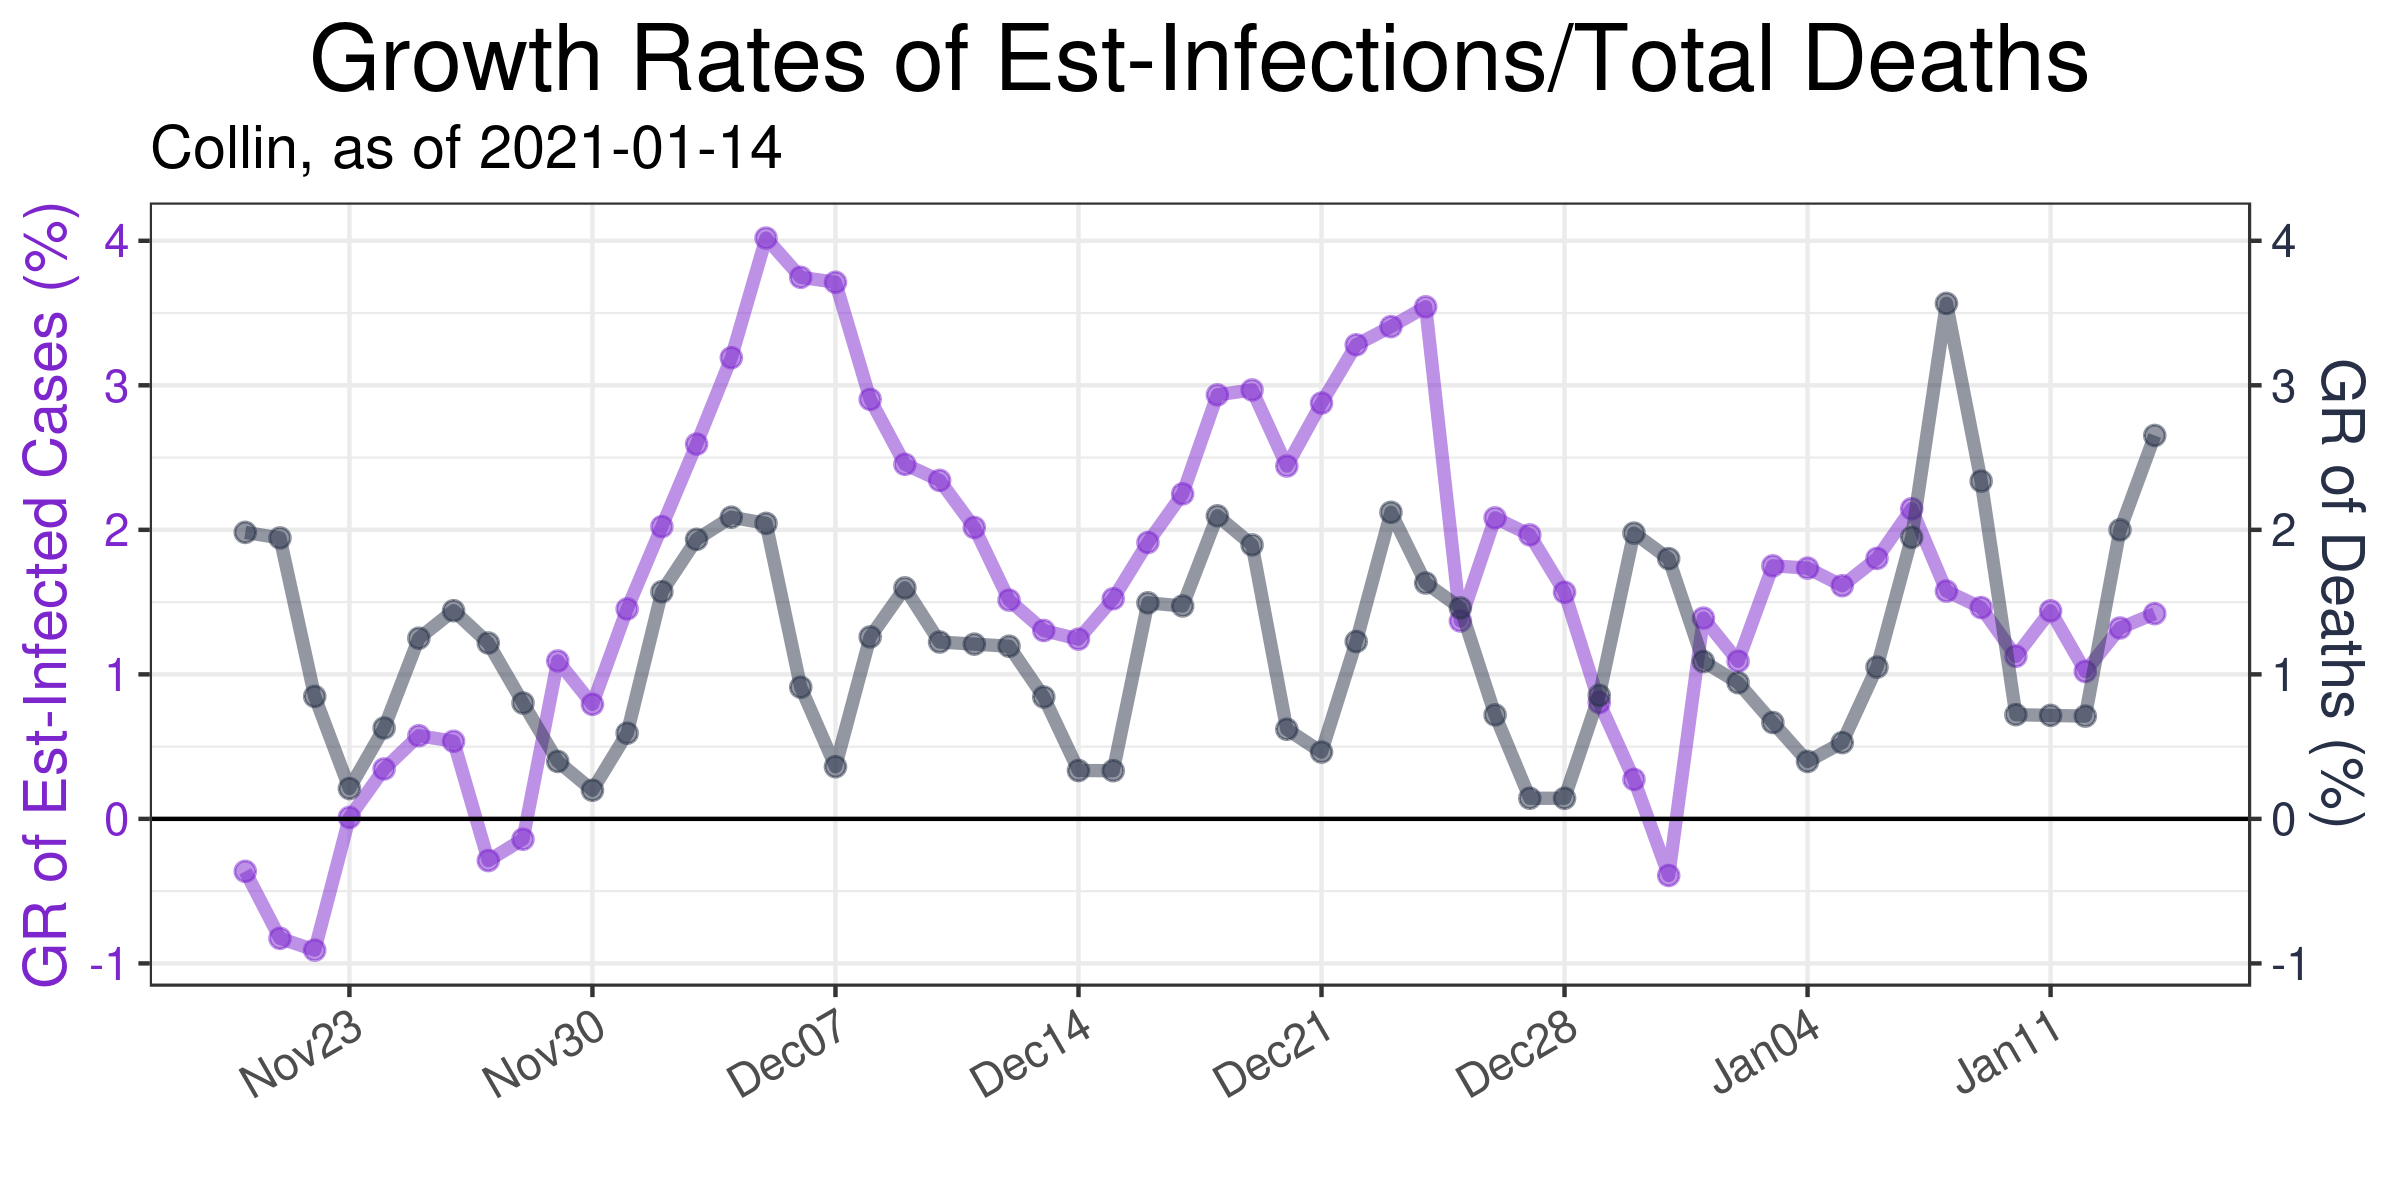 Growth Rates of Est-Infections/Total Deaths
Collin, as of 2021-01-14
GR of Est-Infected Cases (%)
4
3
2
1
0
-1
4
3
2
1
0
-1
GR of Deaths (%)
Nov23
Nov30
Dec07
Dec14
Dec21
Dec28
Jan04
Jan11